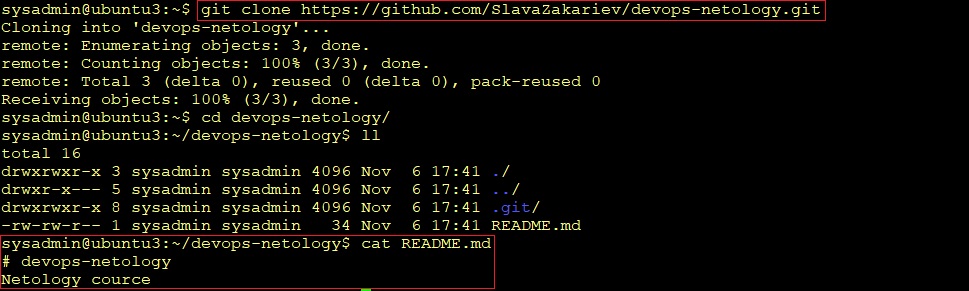 sysadmin@ubuntu3:~$ git clone https://github.com/SlavaZakariev/devops-netology.git
Cloning into 'devops-netology'...
remote: Enumerating objects: 3, done.
remote: Counting objects: 100% (3/3), done.
remote: Total 3 (delta 0), reused 0 (delta 0), pack-reused 0
Receiving objects: 100% (3/3), done.
sysadmin@ubuntu3:~$ cd devops-netology/
sysadmin@ubuntu3:~/devops-netology$ ll
total 16
drwxrwxr-x 3 sysadmin sysadmin 4096 Nov  6 17:41 ./
drwxr-x--- 5 sysadmin sysadmin 4096 Nov  6 17:41 ../
drwxrwxr-x 8 sysadmin sysadmin 4096 Nov  6 17:41 .git/
-rw-rw-r-- 1 sysadmin sysadmin   34 Nov  6 17:41 README.md
sysadmin@ubuntu3:~/devops-netology$ cat README.md
# devops-netology
Netology cource